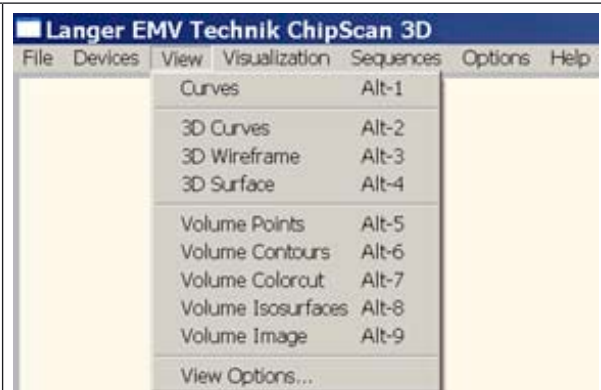 Langer EMV Technik ChipScan 3D
File Devices View Visualization Sequences Options Help
Curves Alt-1
3D Curves Alt-2
3D Wireframe Alt-3
3D Surface Alt-4
Volume Points Alt-5
Volume Contours Alt-6
Volume Colorcut Alt-7
Volume Isosurfaces Alt-8
Volume Image Alt-9
View Options...